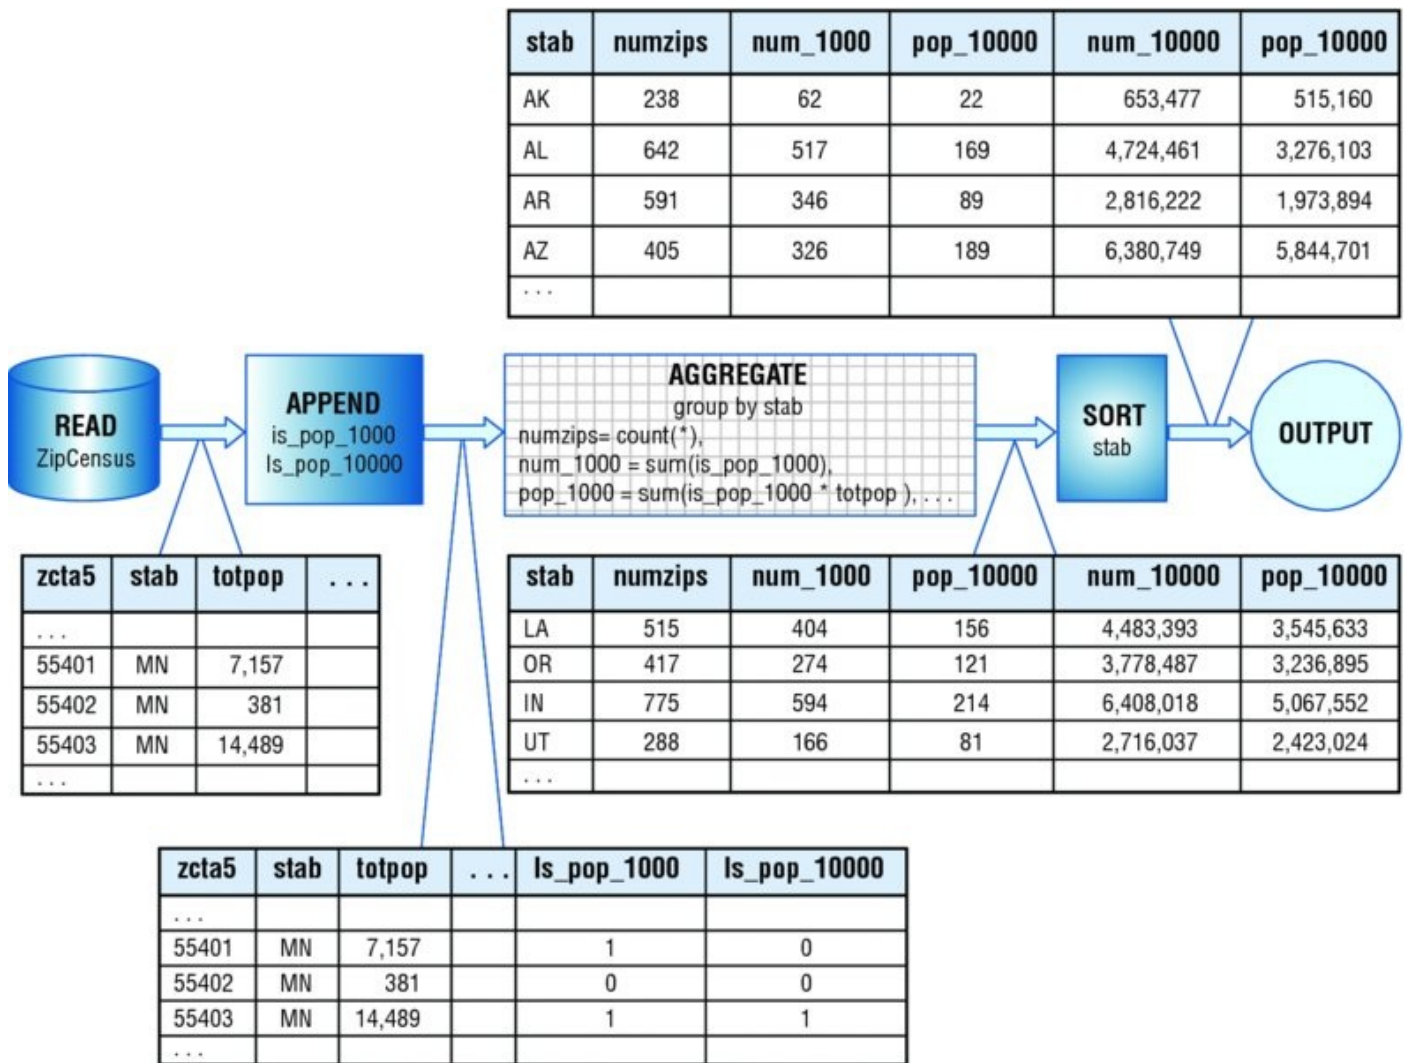 stab numzips num_1000 pop_10000 num_10000 pop_10000
AK 238 62 22 653,477 515,160
AL 642 517 169 4,724,461 3,276,103
AR 591 346 89 2,816,222 1,973,894
AZ 405 326 189 6,380,749 5,844,701
. . .
READ
ZipCensus
APPEND
is_pop_1000
Is_pop_10000
AGGREGATE
group by stab
numzips= count(*),
num_1000 = sum(is_pop_1000),
pop_1000 = sum(is_pop_1000 * totpop ), . . .
SORT
stab
OUTPUT
zcta5 stab totpop . . .
. . .
55401 MN 7,157
55402 MN 381
55403 MN 14,489
. . .
stab numzips num_1000 pop_10000 num_10000 pop_10000
LA 515 404 156 4,483,393 3,545,633
OR 417 274 121 3,778,487 3,236,895
IN 775 594 214 6,408,018 5,067,552
UT 288 166 81 2,716,037 2,423,024
. . .
zcta5 stab totpop . . . Is_pop_1000 Is_pop_10000
. . .
55401 MN 7,157 1 0
55402 MN 381 0 0
55403 MN 14,489 1 1
. . .